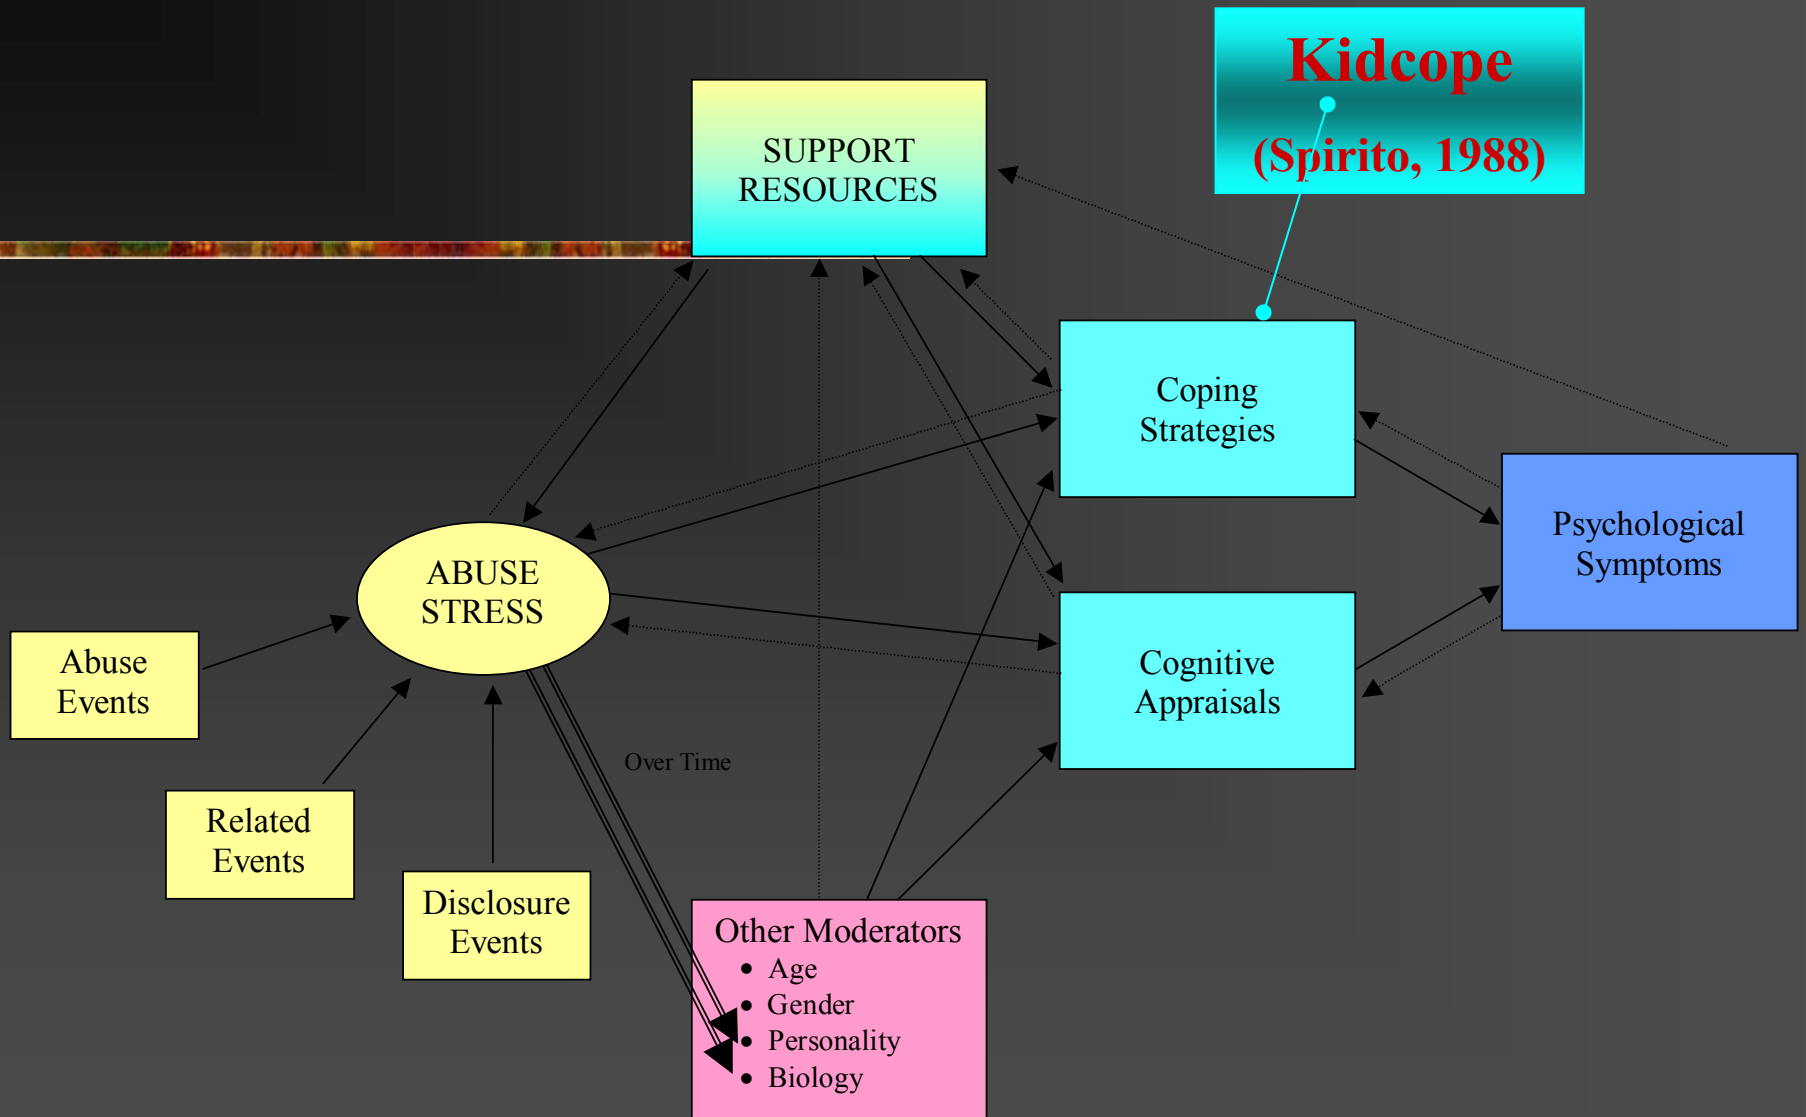 Kidcope
(Spirito, 1988)
SUPPORT
RESOURCES
Coping
Strategies
Psychological
Symptoms
ABUSE
STRESS
Abuse
Events
Cognitive
Appraisals
Over Time
Related
Events
Disclosure
Events
Other Moderators
• Age
• Gender
• Personality
• Biology